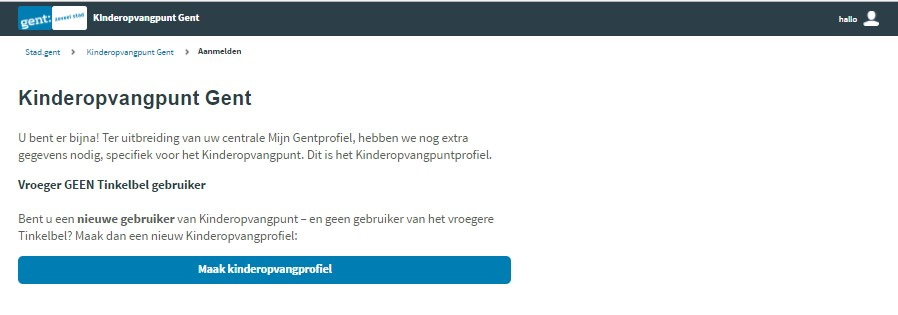 gent: zoveel stad KInderopvangpunt Gent hallo
Stad.gent > Kinderopvangpunt Gent > Aanmelden
Kinderopvangpunt Gent
U bent er bijna! Ter uitbreiding van uw centrale Mijn Gentprofiel, hebben we nog extra
gegevens nodig, specifiek voor het Kinderopvangpunt. Dit is het Kinderopvangpuntprofiel.
Vroeger GEEN Tinkelbel gebruiker
Bent u een nieuwe gebruiker van Kinderopvangpunt – en geen gebruiker van het vroegere
Tinkelbel? Maak dan een nieuw Kinderopvangprofiel:
Maak kinderopvangprofiel